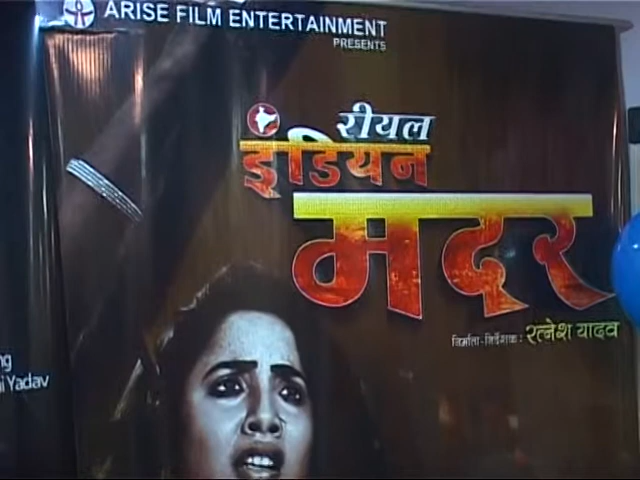 ARISE FILM ENTERTAINMENT
PRESENTS
रीयल
इंडियन
मदर
निर्माता-निर्देशक: रत्नेश यादव
Yadav